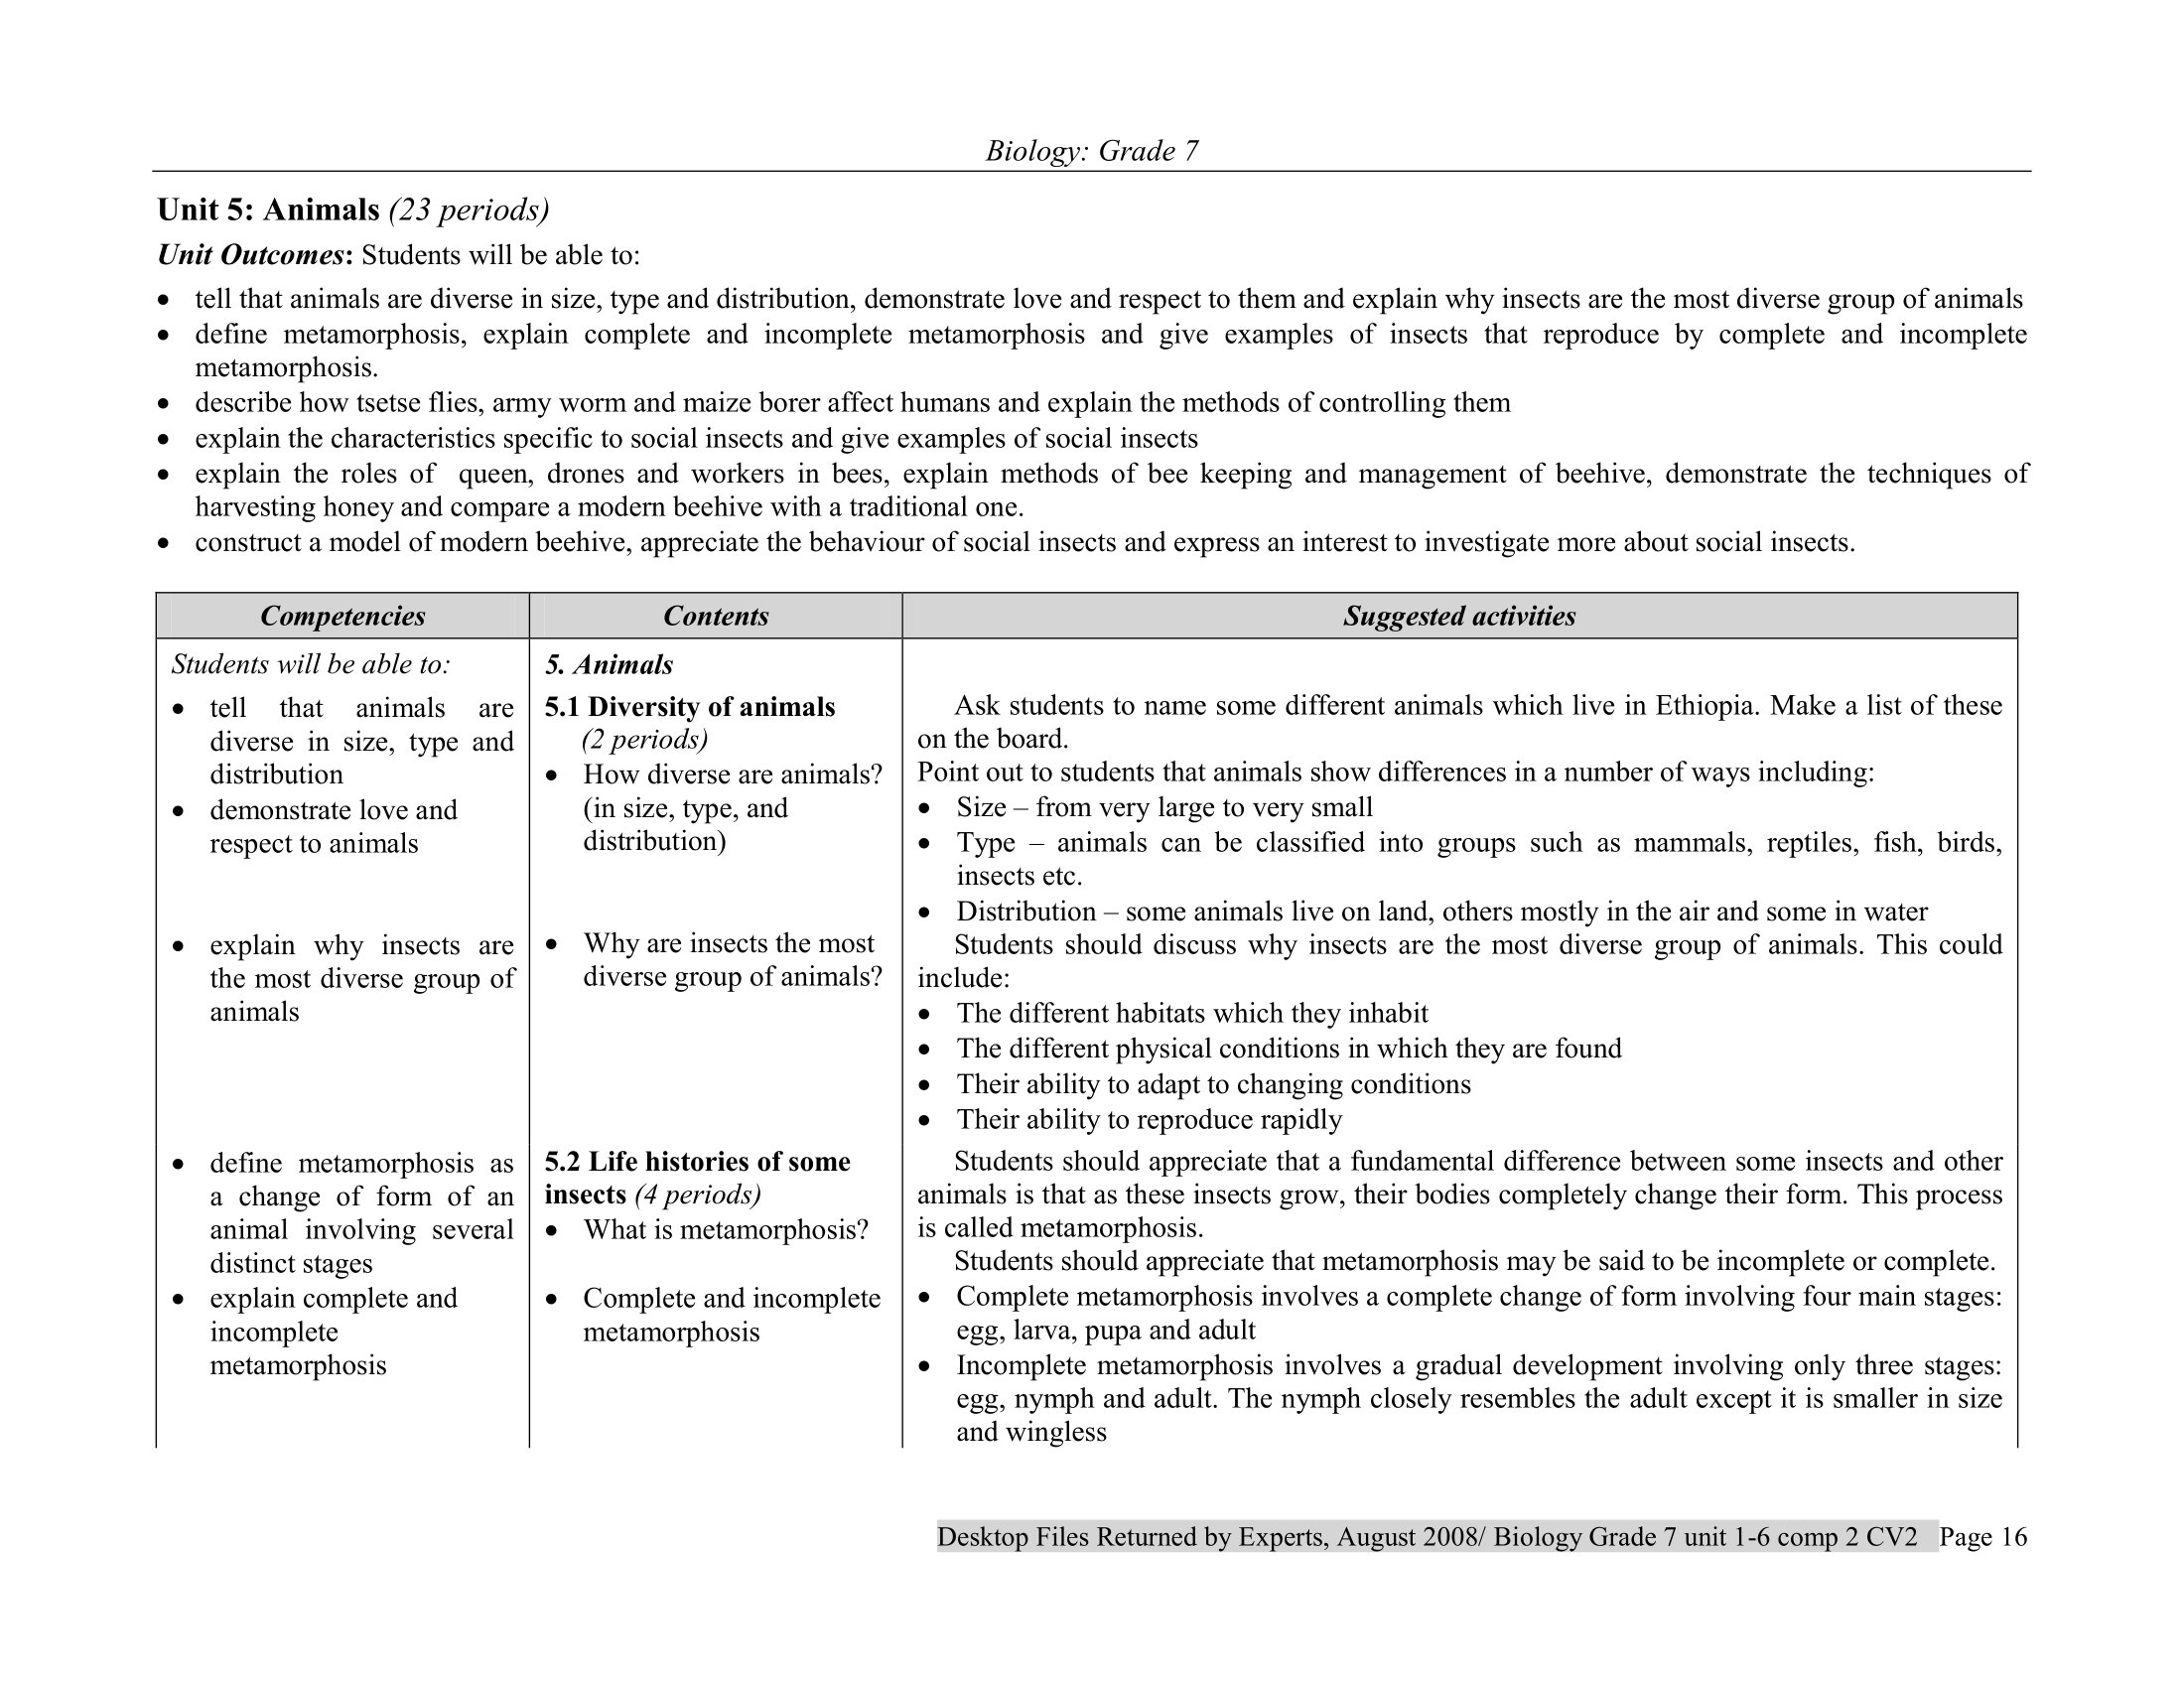 Biology: Grade 7
Unit 5: Animals (23 periods)
Unit Outcomes: Students will be able to:
• tell that animals are diverse in size, type and distribution, demonstrate love and respect to them and explain why insects are the most diverse group of animals
• define metamorphosis, explain complete and incomplete metamorphosis and give examples of insects that reproduce by complete and incomplete
metamorphosis.
• describe how tsetse flies, army worm and maize borer affect humans and explain the methods of controlling them
• explain the characteristics specific to social insects and give examples of social insects
• explain the roles of queen, drones and workers in bees, explain methods of bee keeping and management of beehive, demonstrate the techniques of
harvesting honey and compare a modern beehive with a traditional one.
• construct a model of modern beehive, appreciate the behaviour of social insects and express an interest to investigate more about social insects.
Competencies
Contents
Suggested activities
Students will be able to:
• tell that animals are
diverse in size, type and
distribution
• demonstrate love and
respect to animals
• explain why insects are
the most diverse group of
animals
• define metamorphosis as
a change of form of an
animal involving several
distinct stages
• explain complete and
incomplete
metamorphosis
5. Animals
5.1 Diversity of animals
(2 periods)
• How diverse are animals?
(in size, type, and
distribution)
• Why are insects the most
diverse group of animals?
5.2 Life histories of some
insects (4 periods)
• What is metamorphosis?
• Complete and incomplete
metamorphosis
Ask students to name some different animals which live in Ethiopia. Make a list of these
on the board.
Point out to students that animals show differences in a number of ways including:
• Size – from very large to very small
• Type – animals can be classified into groups such as mammals, reptiles, fish, birds,
insects etc.
• Distribution – some animals live on land, others mostly in the air and some in water
Students should discuss why insects are the most diverse group of animals. This could
include:
• The different habitats which they inhabit
• The different physical conditions in which they are found
• Their ability to adapt to changing conditions
• Their ability to reproduce rapidly
Students should appreciate that a fundamental difference between some insects and other
animals is that as these insects grow, their bodies completely change their form. This process
is called metamorphosis.
Students should appreciate that metamorphosis may be said to be incomplete or complete.
• Complete metamorphosis involves a complete change of form involving four main stages:
egg, larva, pupa and adult
• Incomplete metamorphosis involves a gradual development involving only three stages:
egg, nymph and adult. The nymph closely resembles the adult except it is smaller in size
and wingless
Desktop Files Returned by Experts, August 2008/ Biology Grade 7 unit 1-6 comp 2 CV2 Page 16